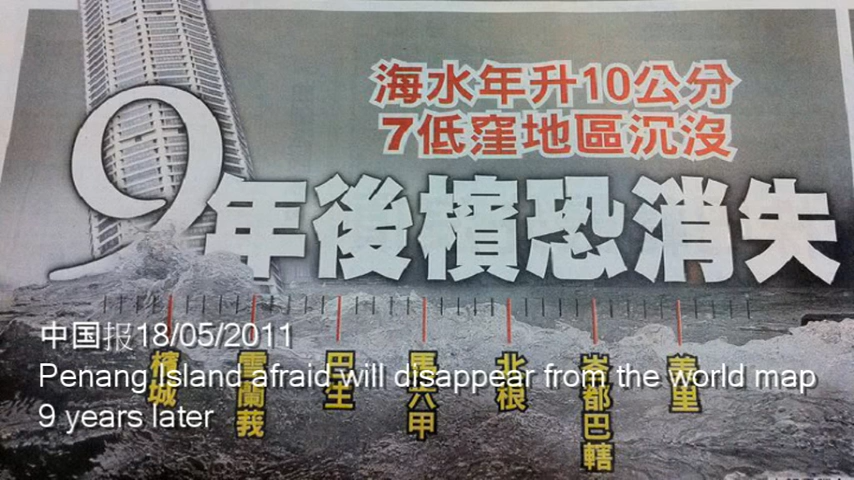 海水年升10公分
7低窪地區沉沒
9年後檳恐消失
檳城
雪蘭莪
巴生
馬六甲
北根
峇都巴轄
美里
中国报18/05/2011
Penang Island afraid will disappear from the world map
9 years later